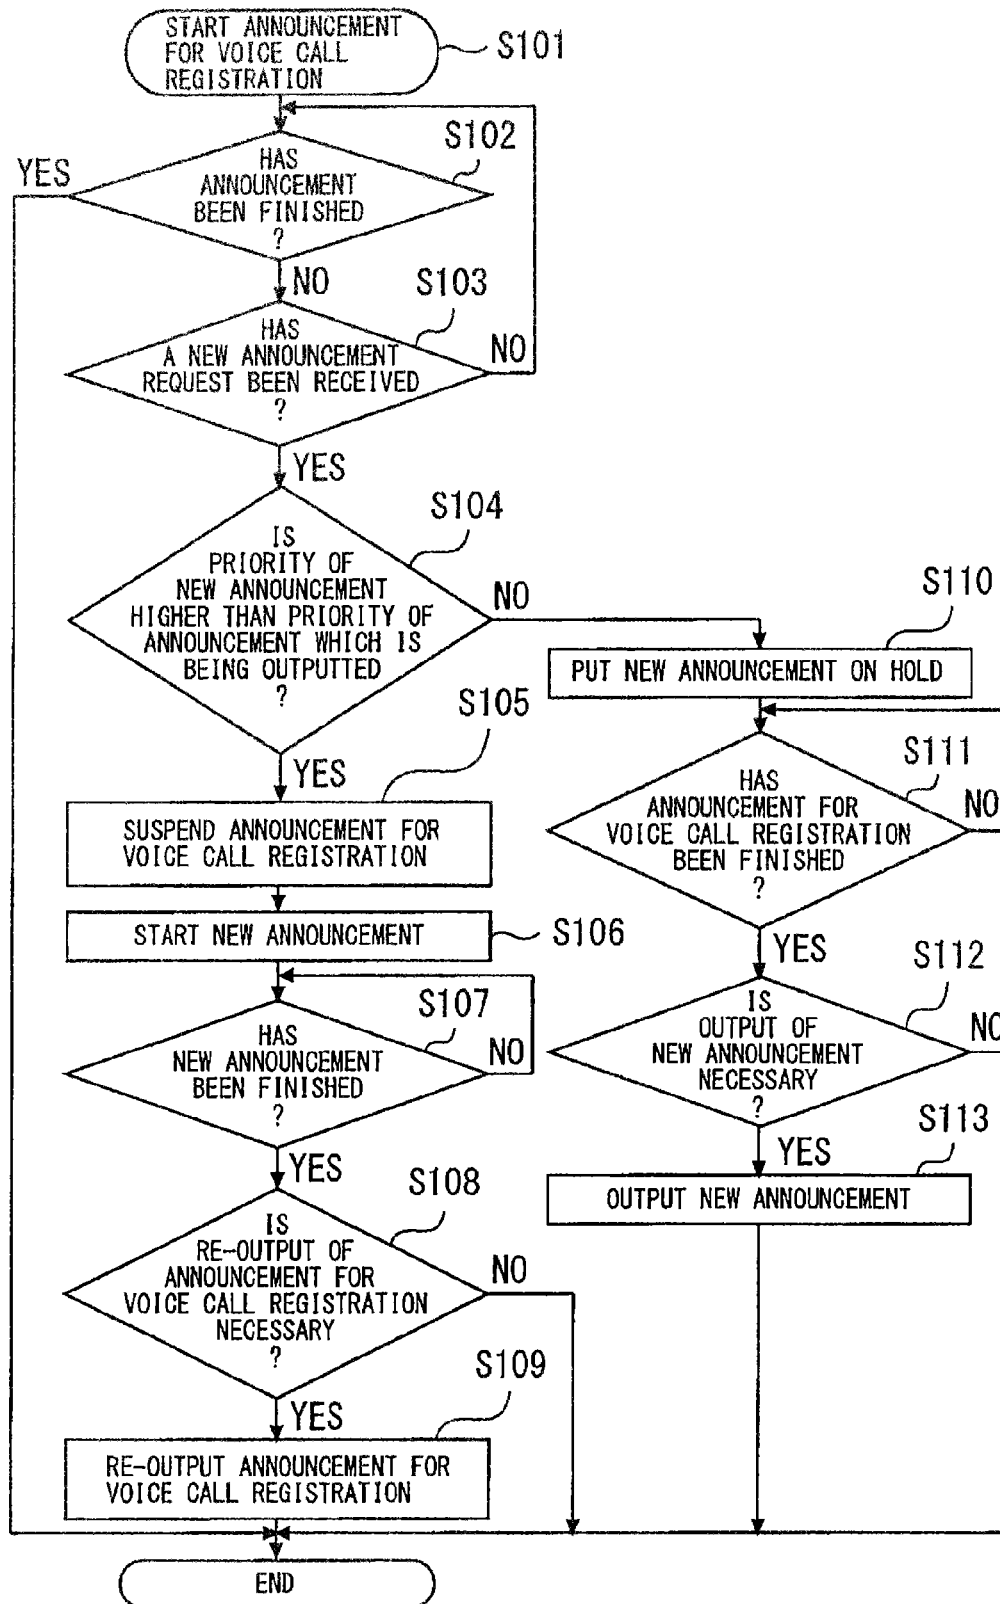 START ANNOUNCEMENT
FOR VOICE CALL
REGISTRATION
S101
S102
YES
HAS
ANNOUNCEMENT
BEEN FINISHED
?
NO
S103
HAS
A NEW ANNOUNCEMENT
REQUEST BEEN RECEIVED
?
NO
YES
S104
IS
PRIORITY OF
NEW ANNOUNCEMENT
HIGHER THAN PRIORITY OF
ANNOUNCEMENT WHICH IS
BEING OUTPUTTED
?
NO
YES
S105
SUSPEND ANNOUNCEMENT FOR
VOICE CALL REGISTRATION
START NEW ANNOUNCEMENT
S106
S107
HAS
NEW ANNOUNCEMENT
BEEN FINISHED
?
NO
YES
S108
IS
RE-OUTPUT OF
ANNOUNCEMENT FOR
VOICE CALL REGISTRATION
NECESSARY
?
NO
YES
S109
RE-OUTPUT ANNOUNCEMENT FOR
VOICE CALL REGISTRATION
END
S110
PUT NEW ANNOUNCEMENT ON HOLD
S111
HAS
ANNOUNCEMENT FOR
VOICE CALL REGISTRATION
BEEN FINISHED
?
NO
YES
S112
IS
OUTPUT OF
NEW ANNOUNCEMENT
NECESSARY
?
NO
YES
S113
OUTPUT NEW ANNOUNCEMENT